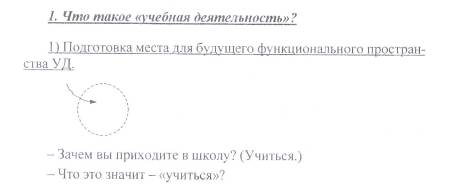 1. Что такое «учебная деятельность»?
1) Подготовка места для будущего функционального простран-
ства УД.
– Зачем вы приходите в школу? (Учиться.)
– Что это значит – «учиться»?